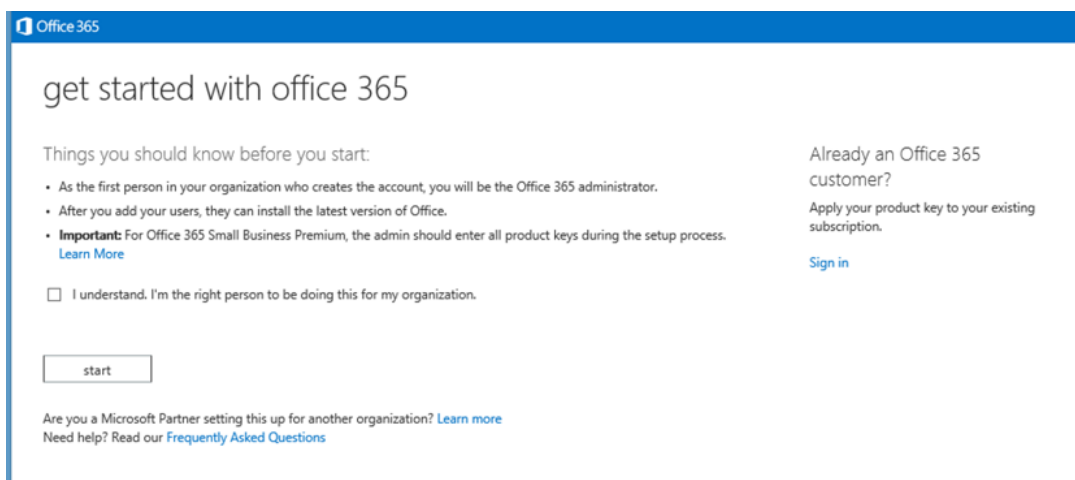 Office 365
get started with office 365
Things you should know before you start:
• As the first person in your organization who creates the account, you will be the Office 365 administrator.
• After you add your users, they can install the latest version of Office.
• Important: For Office 365 Small Business Premium, the admin should enter all product keys during the setup process.
Learn More
I understand. I'm the right person to be doing this for my organization.
start
Are you a Microsoft Partner setting this up for another organization? Learn more
Need help? Read our Frequently Asked Questions
Already an Office 365
customer?
Apply your product key to your existing
subscription.
Sign in